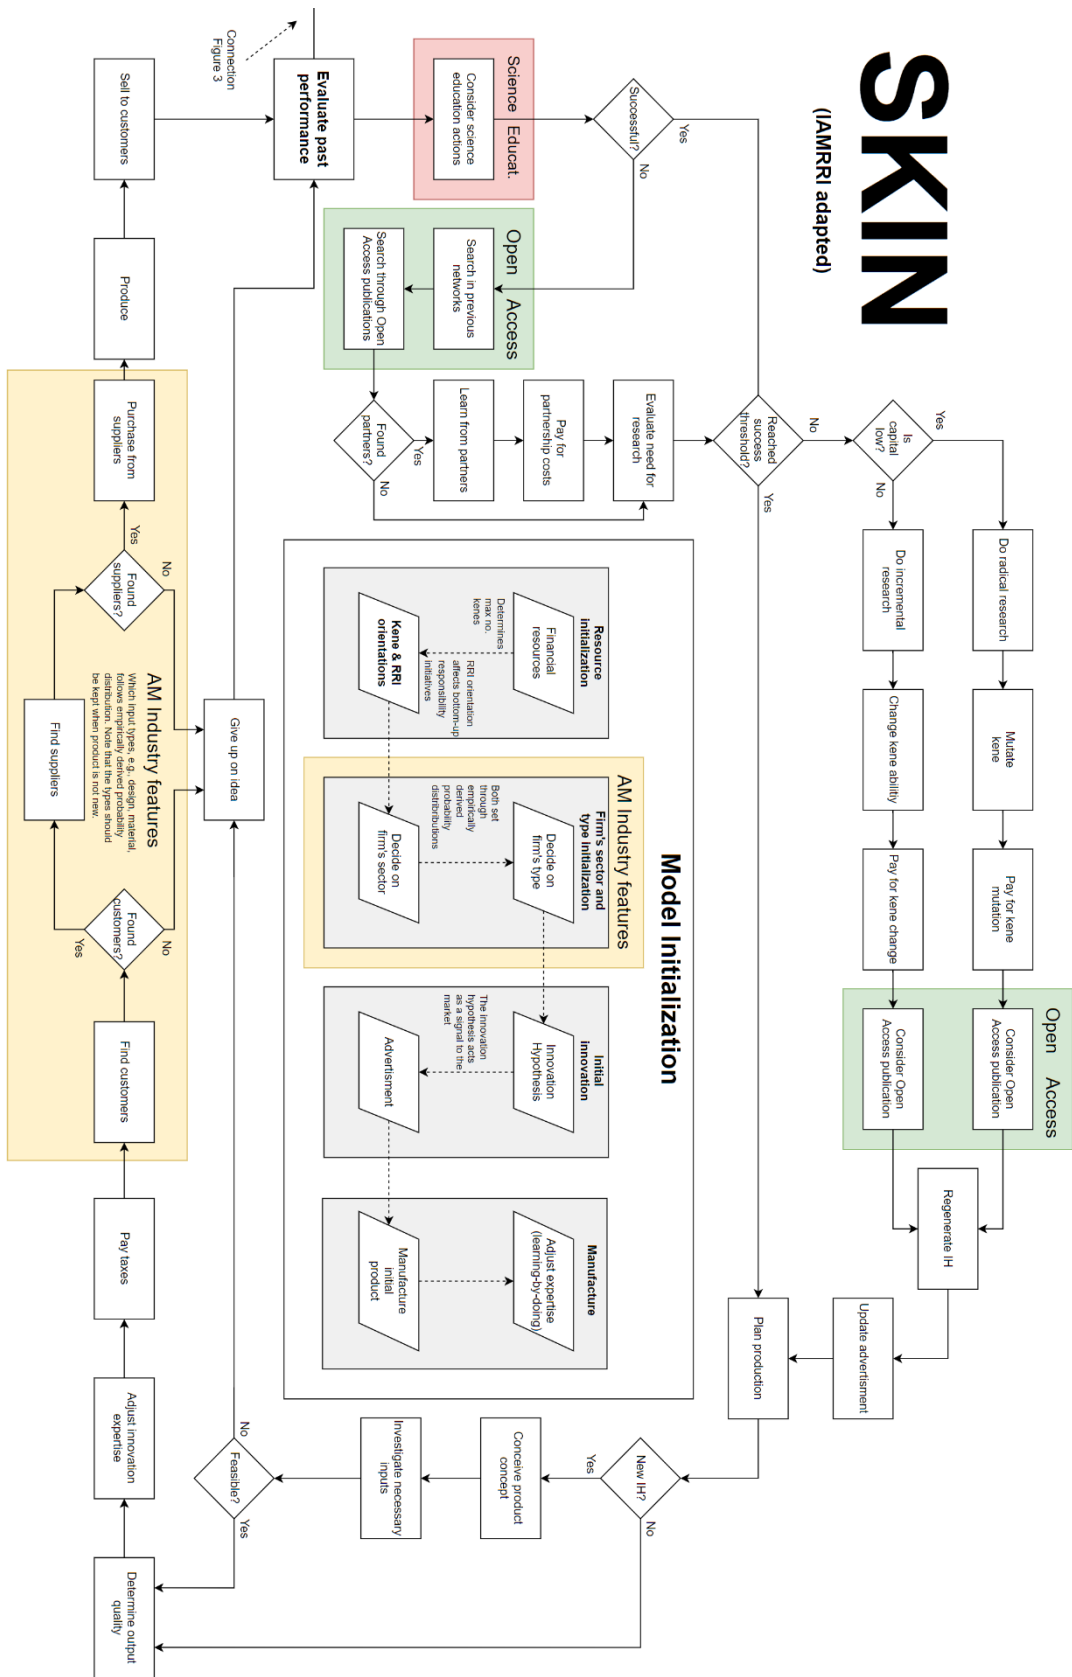 SKIN
(IAMRRI adapted)
Connection
Figure 3
Evaluate past
performance
Science Educat.
Consider science
education actions
Successful?
Yes
No
Open Access
Search in previous
networks
Search through Open
Access publications
Found
partners?
Yes
No
Learn from partners
Pay for
partnership costs
Evaluate need for
research
Reached
success
threshold?
No
Yes
Is
capital
low?
Yes
No
Do radical research
Mutate
kene
Pay for kene
mutation
Do incremental
research
Change kene ability
Pay for kene change
Open Access
Consider Open
Access publication
Consider Open
Access publication
Regenerate IH
Update advertisment
Plan production
New IH?
Yes
No
Conceive product
concept
Investigate necessary
inputs
Feasible?
No
Yes
Determine output
quality
Adjust innovation
expertise
Pay taxes
Find customers
Found
customers?
No
Yes
Find suppliers
Found
suppliers?
No
Yes
Give up on idea
AM Industry features
Which input types, e.g., design, material,
follows empirically derived probability
distribution. Note that the types should
be kept when product is not new.
Purchase from
suppliers
Produce
Sell to customers
Model Initialization
Resource
initialization
Financial
resources
Determines
max no.
kenes
Kene & RRI
orientations
RRI orientation
affects bottom-up
responsibility
initiatives
AM Industry features
Firm's sector and
type Initialization
Decide on
firm's type
Both set
through
empirically
derived
probability
distributions
Decide on
firm's sector
Initial
innovation
Innovation
Hypothesis
The innovation
hypothesis acts
as a signal to the
market
Advertisment
Manufacture
Adjust expertise
(learning-by-doing)
Manufacture
initial
product